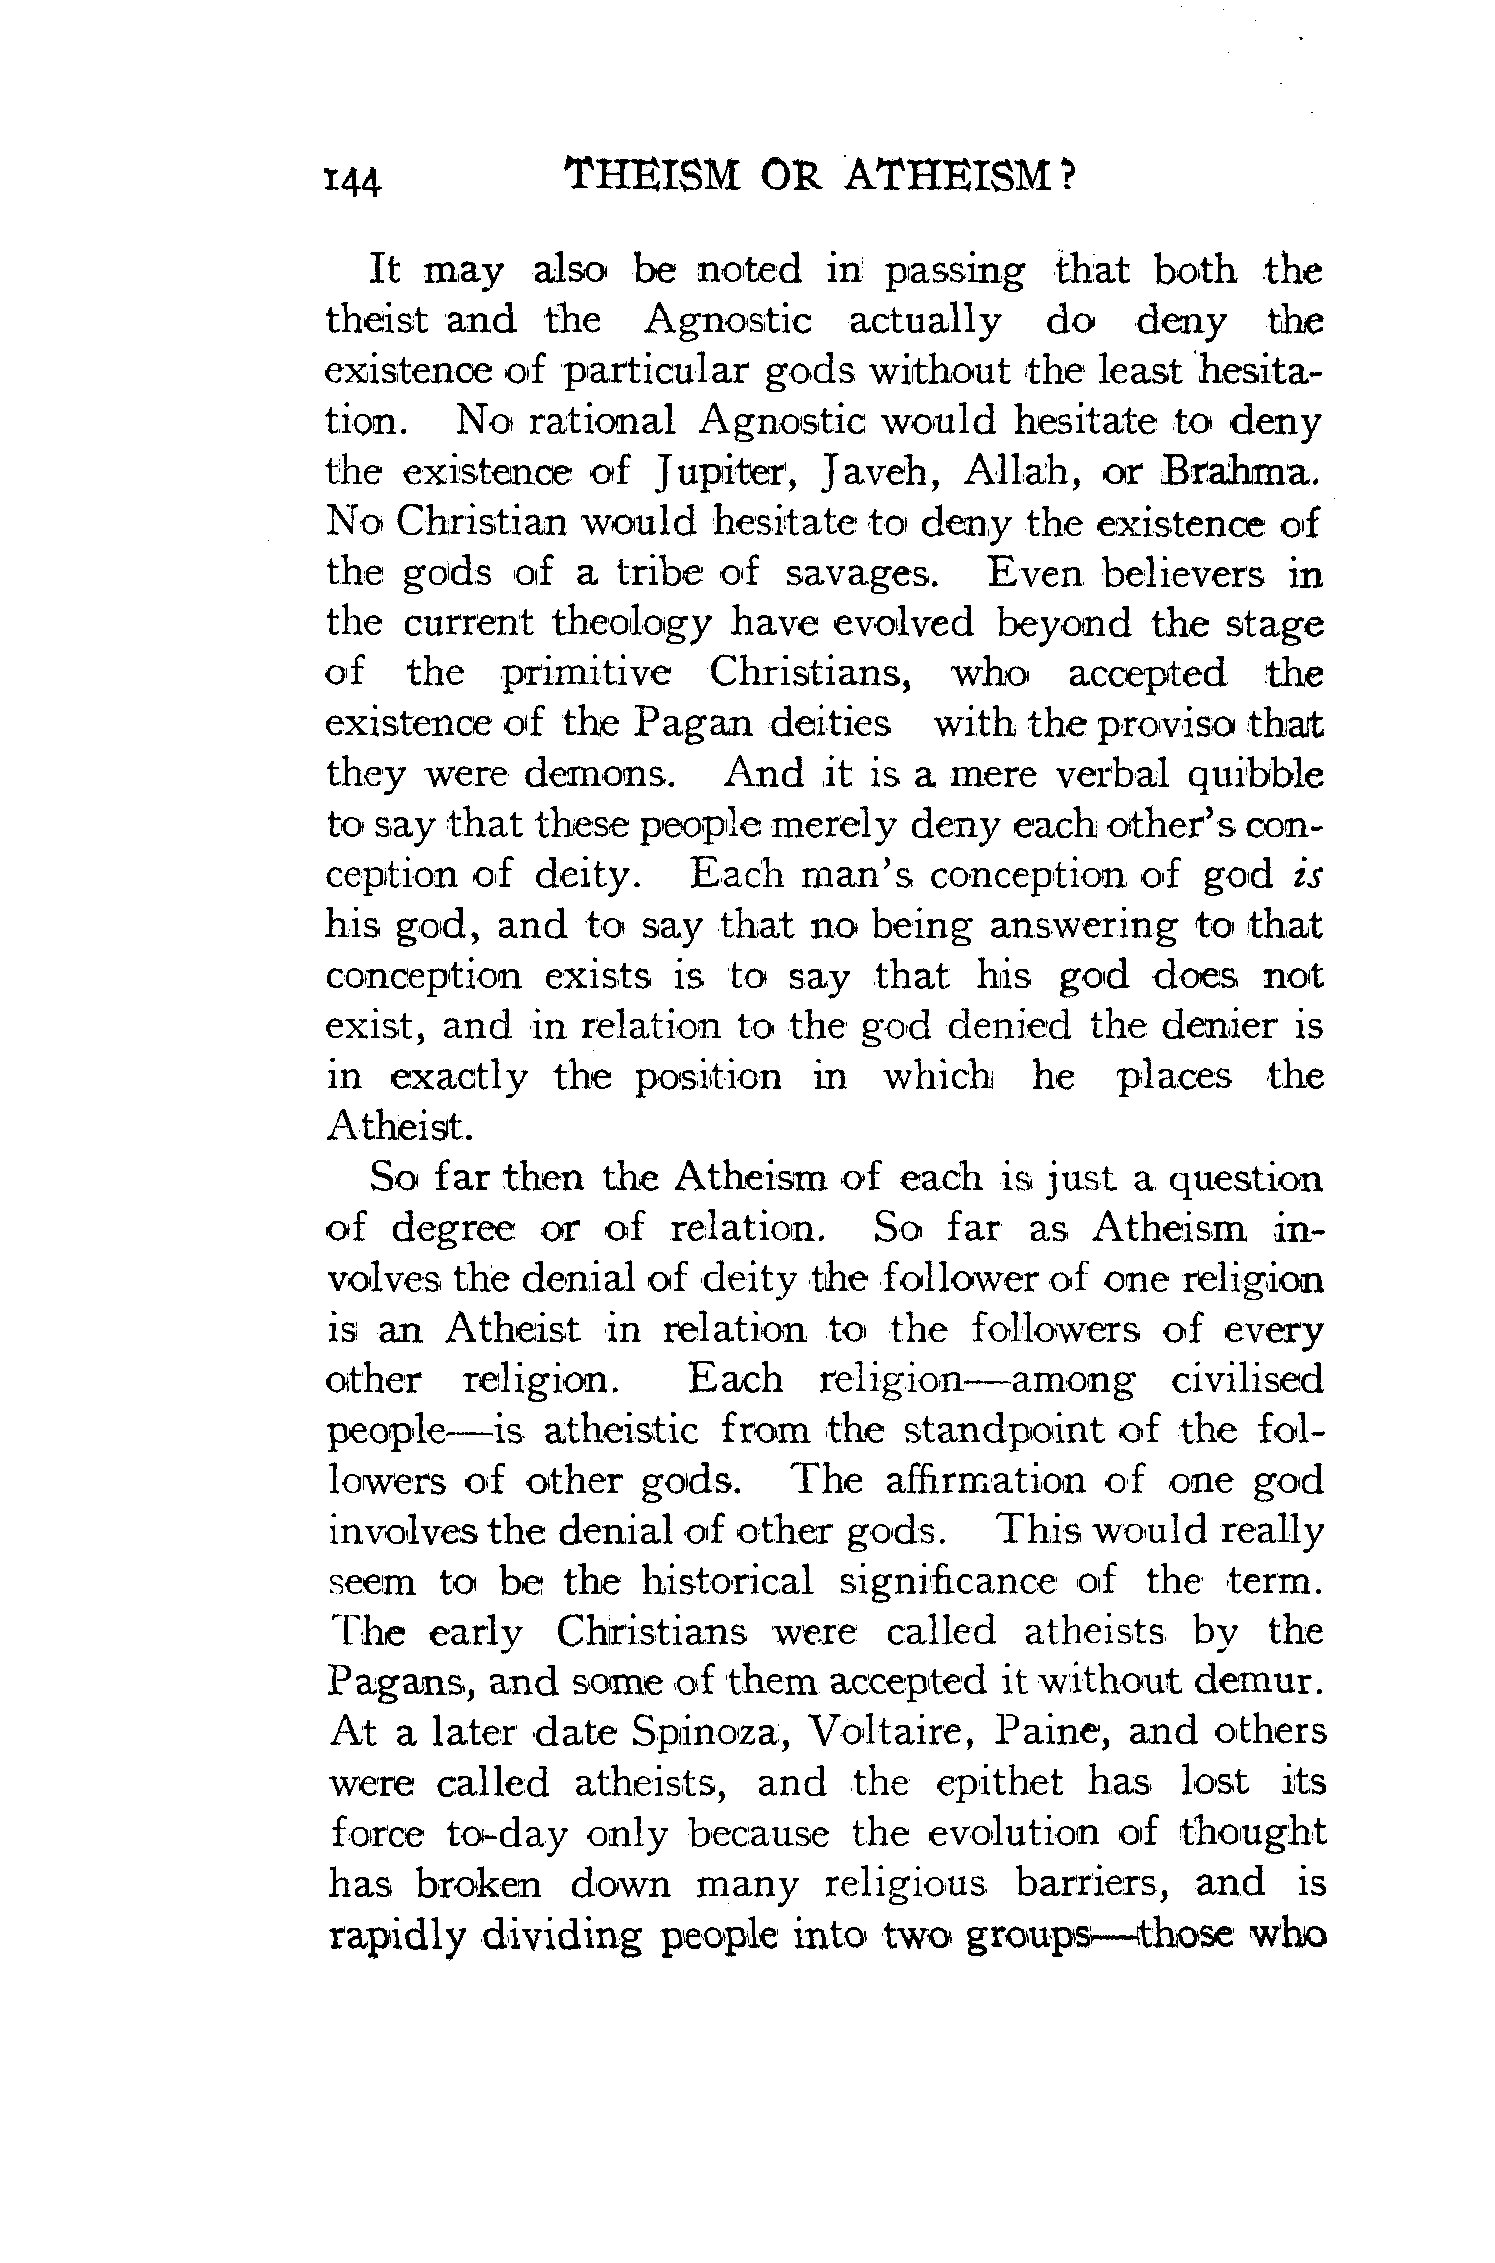 144 THEISM OR ATHEISM?
It may also be noted in passing that both the
theist and the Agnostic actually do deny the
existence of particular gods without the least hesita-
tion. No rational Agnostic would hesitate to deny
the existence of Jupiter, Javeh, Allah, or Brahma.
No Christian would hesitate to deny the existence of
the gods of a tribe of savages. Even believers in
the current theology have evolved beyond the stage
of the primitive Christians, who accepted the
existence of the Pagan deities with the proviso that
they were demons. And it is a mere verbal quibble
to say that these people merely deny each other's con-
ception of deity. Each man's conception of god is
his god, and to say that no being answering to that
conception exists is to say that his god does not
exist, and in relation to the god denied the denier is
in exactly the position in which he places the
Atheist.
So far then the Atheism of each is just a question
of degree or of relation. So far as Atheism in-
volves the denial of deity the follower of one religion
is an Atheist in relation to the followers of every
other religion. Each religion—among civilised
people—is atheistic from the standpoint of the fol-
lowers of other gods. The affirmation of one god
involves the denial of other gods. This would really
seem to be the historical significance of the term.
The early Christians were called atheists by the
Pagans, and some of them accepted it without demur.
At a later date Spinoza, Voltaire, Paine, and others
were called atheists, and the epithet has lost its
force to-day only because the evolution of thought
has broken down many religious barriers, and is
rapidly dividing people into two groups—those who